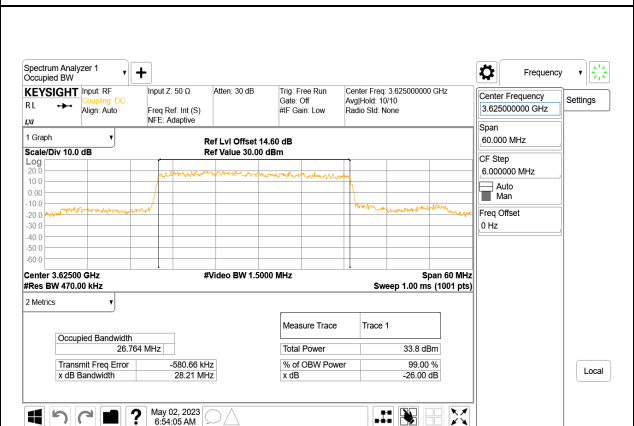 Spectrum Analyzer 1
Occupied BW
Frequency
KEYSIGHT
RL
LXI
Input: RF
Coupling: DC
Align: Auto
Input Z: 50 Ω
Freq Ref: Int (S)
NFE: Adaptive
Atten: 30 dB
Trig: Free Run
Gate: Off
#IF Gain: Low
Center Freq: 3.625000000 GHz
Avg|Hold: 10/10
Radio Std: None
Center Frequency
3.625000000 GHz
Settings
Span
60.000 MHz
CF Step
6.000000 MHz
Auto
Man
Freq Offset
0 Hz
1 Graph
Scale/Div 10.0 dB
Ref Lvl Offset 14.60 dB
Ref Value 30.00 dBm
Log
20.0
10.0
0.00
-10.0
-20.0
-30.0
-40.0
-50.0
-60.0
Center 3.62500 GHz
#Video BW 1.5000 MHz
Span 60 MHz
#Res BW 470.00 kHz
Sweep 1.00 ms (1001 pts)
2 Metrics
Measure Trace
Trace 1
Occupied Bandwidth
26.764 MHz
Total Power
33.8 dBm
Transmit Freq Error
-580.66 kHz
% of OBW Power
99.00 %
x dB Bandwidth
28.21 MHz
x dB
-26.00 dB
Local
May 02, 2023
6:54:05 AM